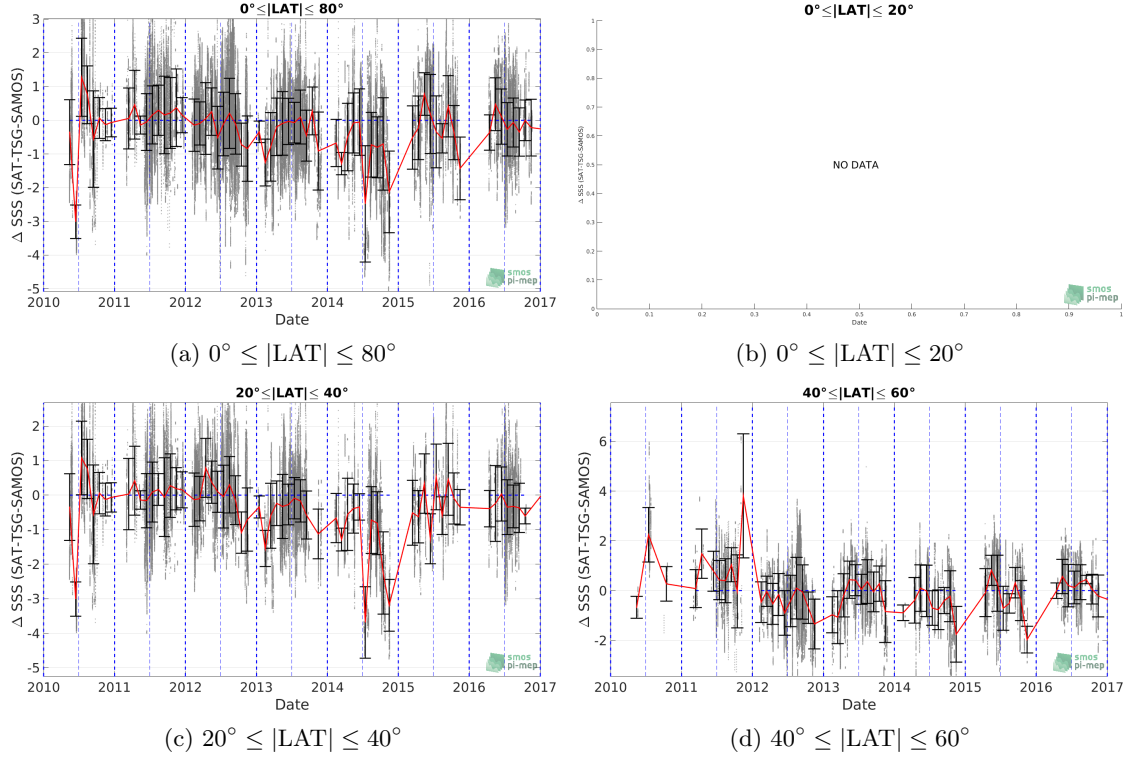 0°≤|LAT|≤ 80°
3
2
1
0
-1
-2
-3
-4
-5
Δ SSS (SAT-TSG-SAMOS)
2010 2011 2012 2013 2014 2015 2016 2017
Date
smos
pi-mep
(a) 0° ≤ |LAT| ≤ 80°
0°≤|LAT|≤ 20°
1
0.9
0.8
0.7
0.6
0.5
0.4
0.3
0.2
0.1
0
Δ SSS (SAT-TSG-SAMOS)
NO DATA
0 0.1 0.2 0.3 0.4 0.5 0.6 0.7 0.8 0.9 1
Date
smos
pi-mep
(b) 0° ≤ |LAT| ≤ 20°
20°≤|LAT|≤ 40°
2
1
0
-1
-2
-3
-4
-5
Δ SSS (SAT-TSG-SAMOS)
2010 2011 2012 2013 2014 2015 2016 2017
Date
smos
pi-mep
(c) 20° ≤ |LAT| ≤ 40°
40°≤|LAT|≤ 60°
6
4
2
0
-2
Δ SSS (SAT-TSG-SAMOS)
2010 2011 2012 2013 2014 2015 2016 2017
Date
smos
pi-mep
(d) 40° ≤ |LAT| ≤ 60°